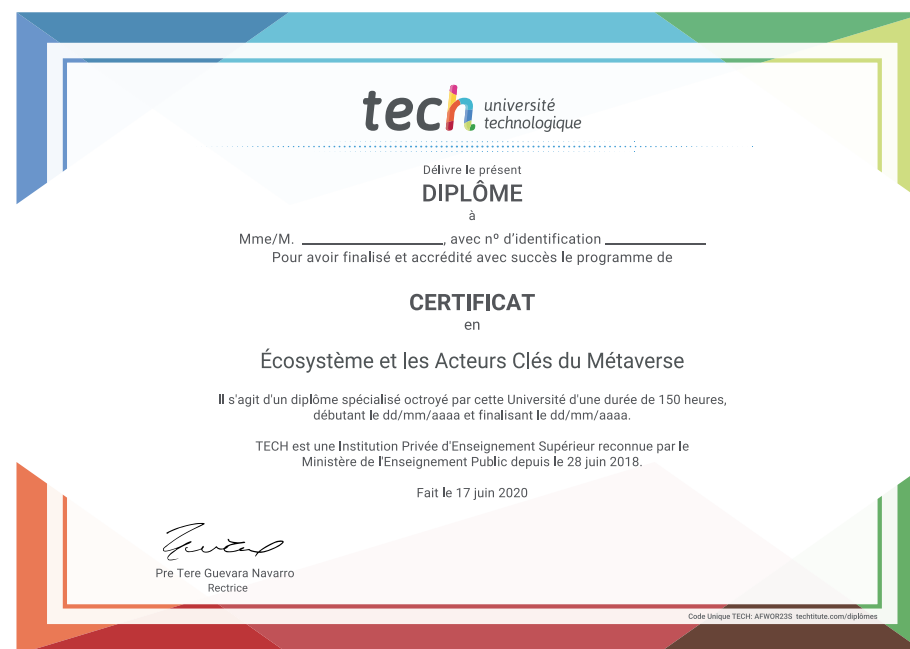 tech université
technologique
Délivre le présent
DIPLÔME
à
Mme/M. ____________________, avec nº d'identification ______________
Pour avoir finalisé et accrédité avec succès le programme de
CERTIFICAT
en
Écosystème et les Acteurs Clés du Métaverse
Il s'agit d'un diplôme spécialisé octroyé par cette Université d'une durée de 150 heures,
débutant le dd/mm/aaaa et finalisant le dd/mm/aaaa.
TECH est une Institution Privée d'Enseignement Supérieur reconnue par le
Ministère de l'Enseignement Public depuis le 28 juin 2018.
Fait le 17 juin 2020
Pre Tere Guevara Navarro
Rectrice
Code Unique TECH: AFWOR23S techtitute.com/diplômes